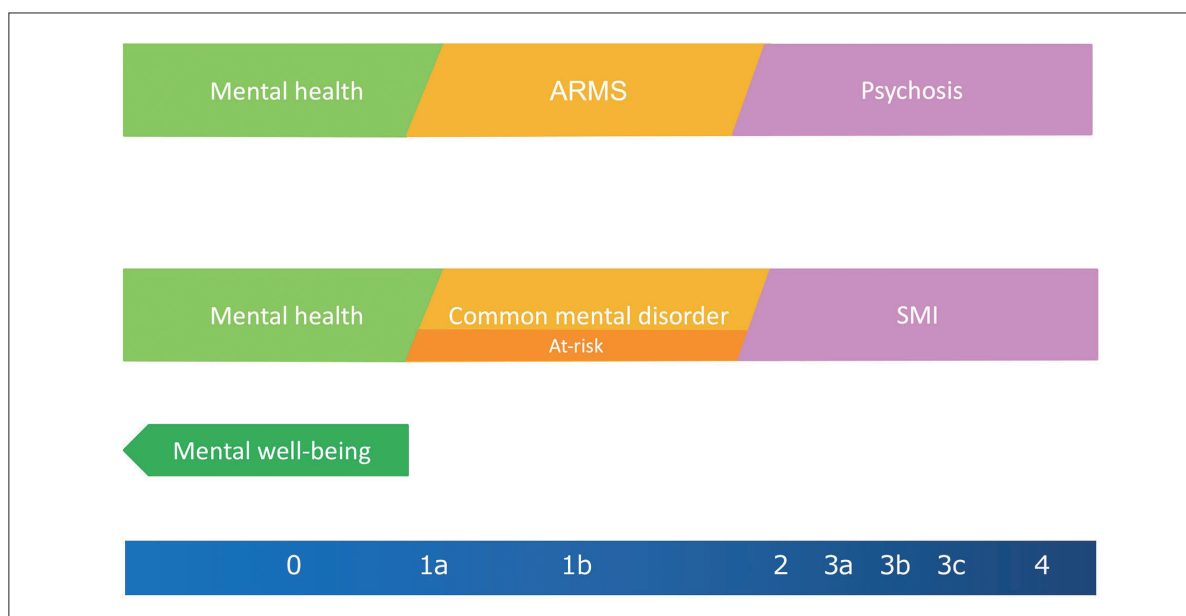 Mental health ARMS Psychosis
Mental health Common mental disorder SMI
At-risk
Mental well-being
0 1a 1b 2 3a 3b 3c 4